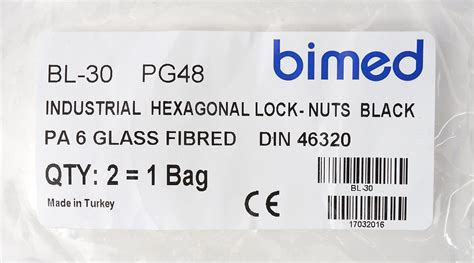 bimed
BL-30 PG48
INDUSTRIAL HEXAGONAL LOCK-NUTS BLACK
PA 6 GLASS FIBRED DIN 46320
QTY: 2 = 1 Bag
Made in Turkey
CE
BL-30
17032016